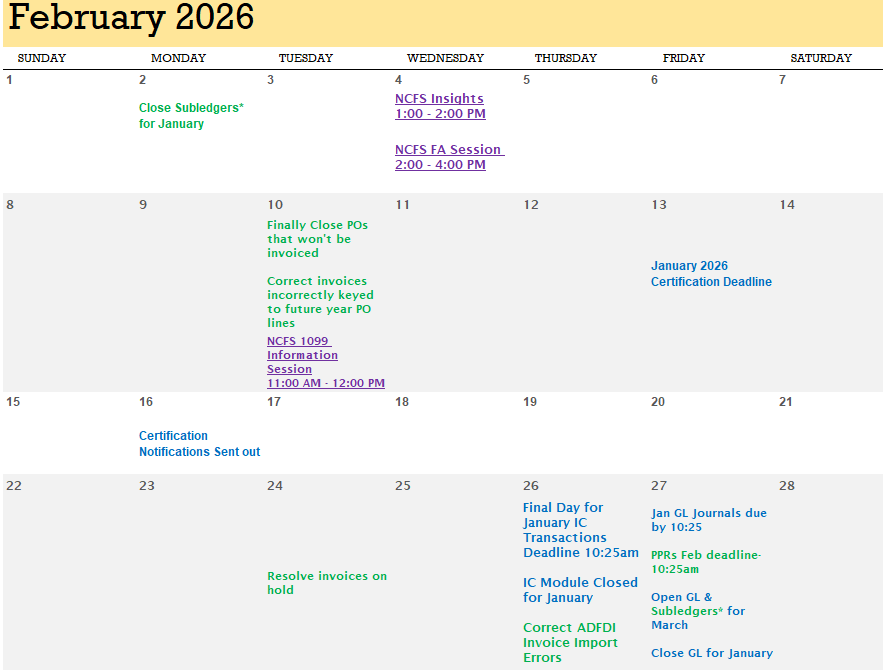 February 2026
SUNDAY MONDAY TUESDAY WEDNESDAY THURSDAY FRIDAY SATURDAY
1 2 3 4 5 6 7
Close Subledgers*
for January
NCFS Insights
1:00 - 2:00 PM
NCFS FA Session
2:00 - 4:00 PM
8 9 10 11 12 13 14
Finally Close POs
that won't be
invoiced
Correct invoices
incorrectly keyed
to future year PO
lines
NCFS 1099
Information
Session
11:00 AM - 12:00 PM
January 2026
Certification Deadline
15 16 17 18 19 20 21
Certification
Notifications Sent out
22 23 24 25 26 27 28
Resolve invoices on
hold
Final Day for
January IC
Transactions
Deadline 10:25am
IC Module Closed
for January
Correct ADFDI
Invoice Import
Errors
Jan GL Journals due
by 10:25
PPRs Feb deadline-
10:25am
Open GL &
Subledgers* for
March
Close GL for January